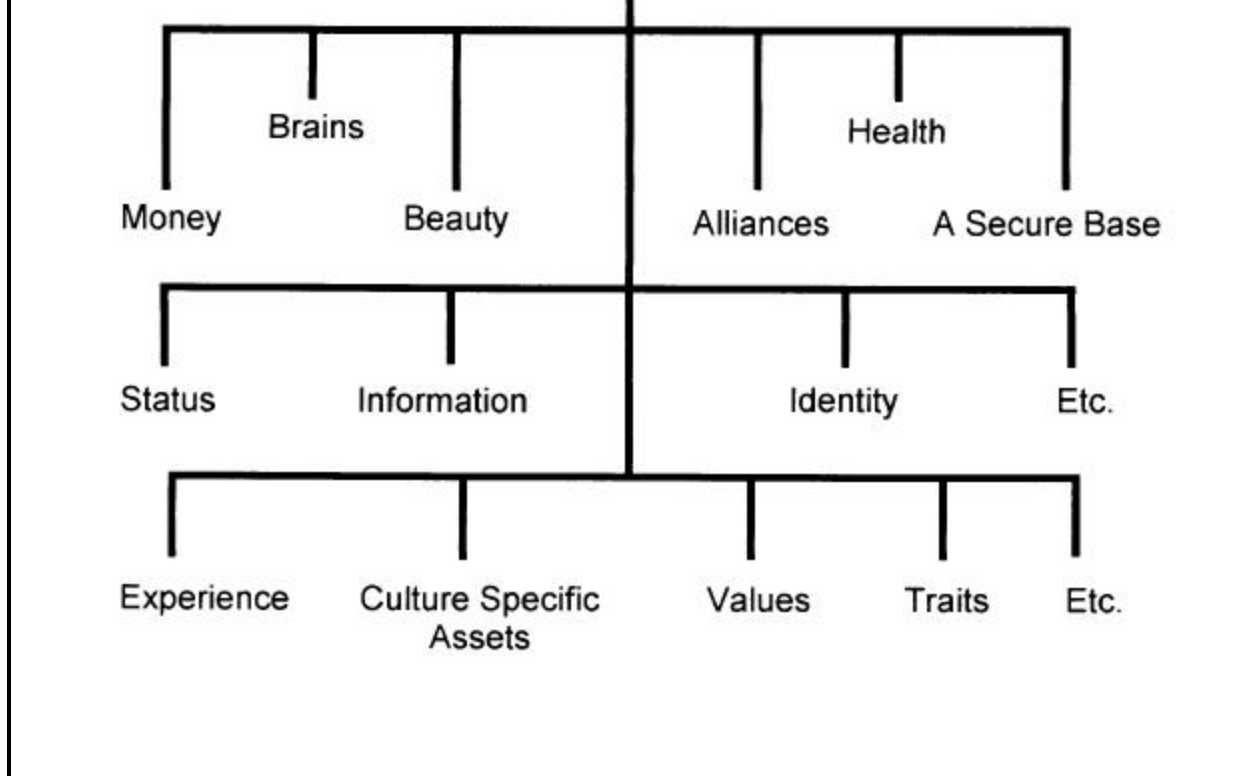 Brains
Health
Money
Beauty
Alliances
A Secure Base
Status
Information
Identity
Etc.
Experience
Culture Specific
Assets
Values
Traits
Etc.